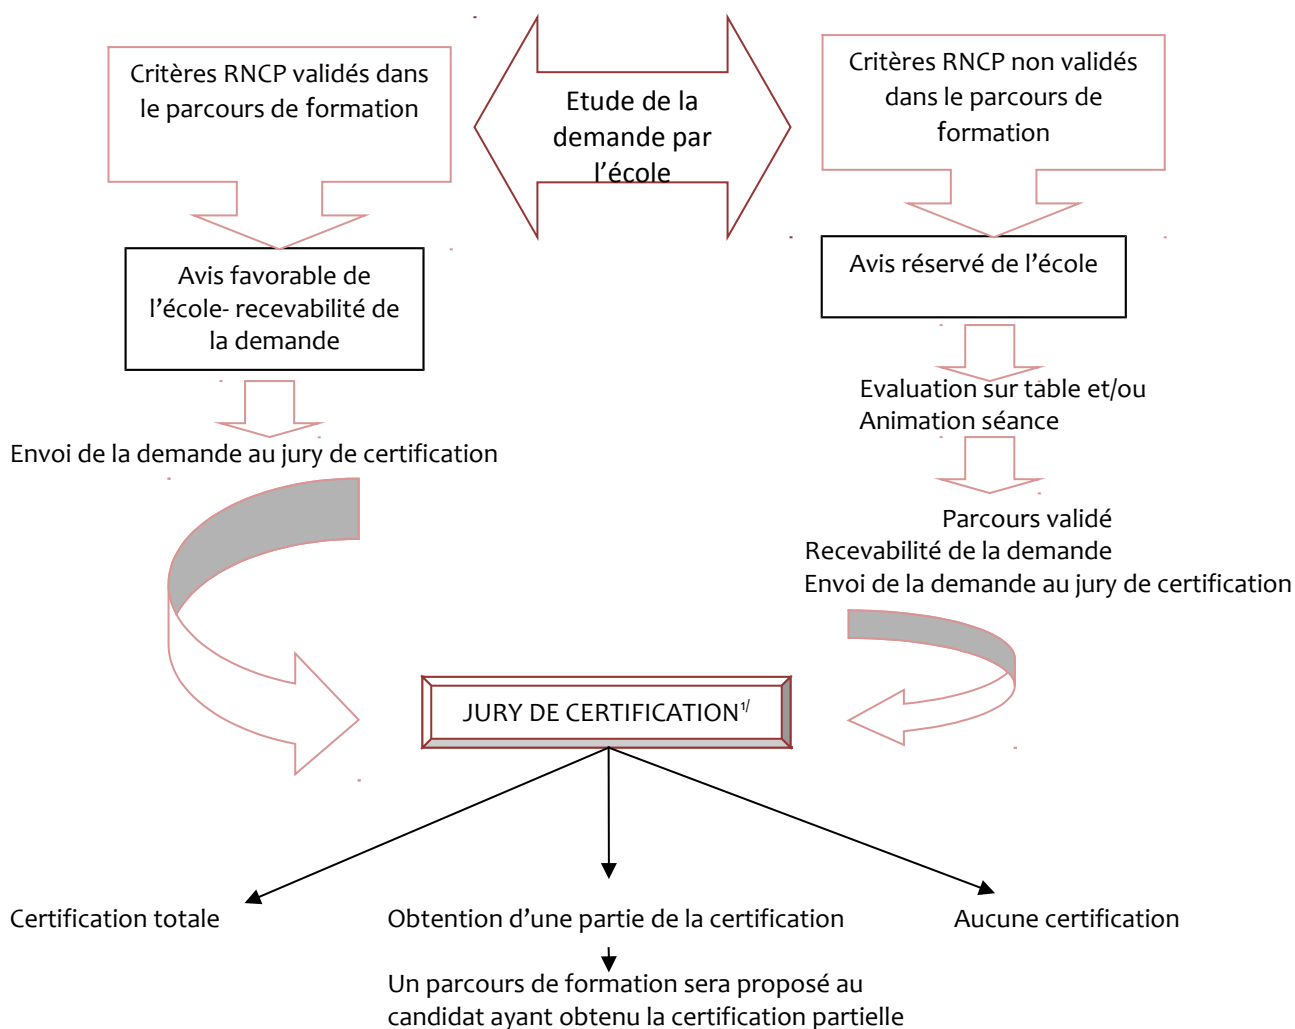 Critères RNCP validés dans
le parcours de formation
Etude de la
demande par
l'école
Critères RNCP non validés
dans le parcours de
formation
Avis favorable de
l'école- recevabilité de
la demande
Avis réservé de l'école
Evaluation sur table et/ou
Animation séance
Envoi de la demande au jury de certification
Parcours validé
Recevabilité de la demande
Envoi de la demande au jury de certification
JURY DE CERTIFICATION¹/
Certification totale
Obtention d'une partie de la certification
Aucune certification
Un parcours de formation sera proposé au
candidat ayant obtenu la certification partielle